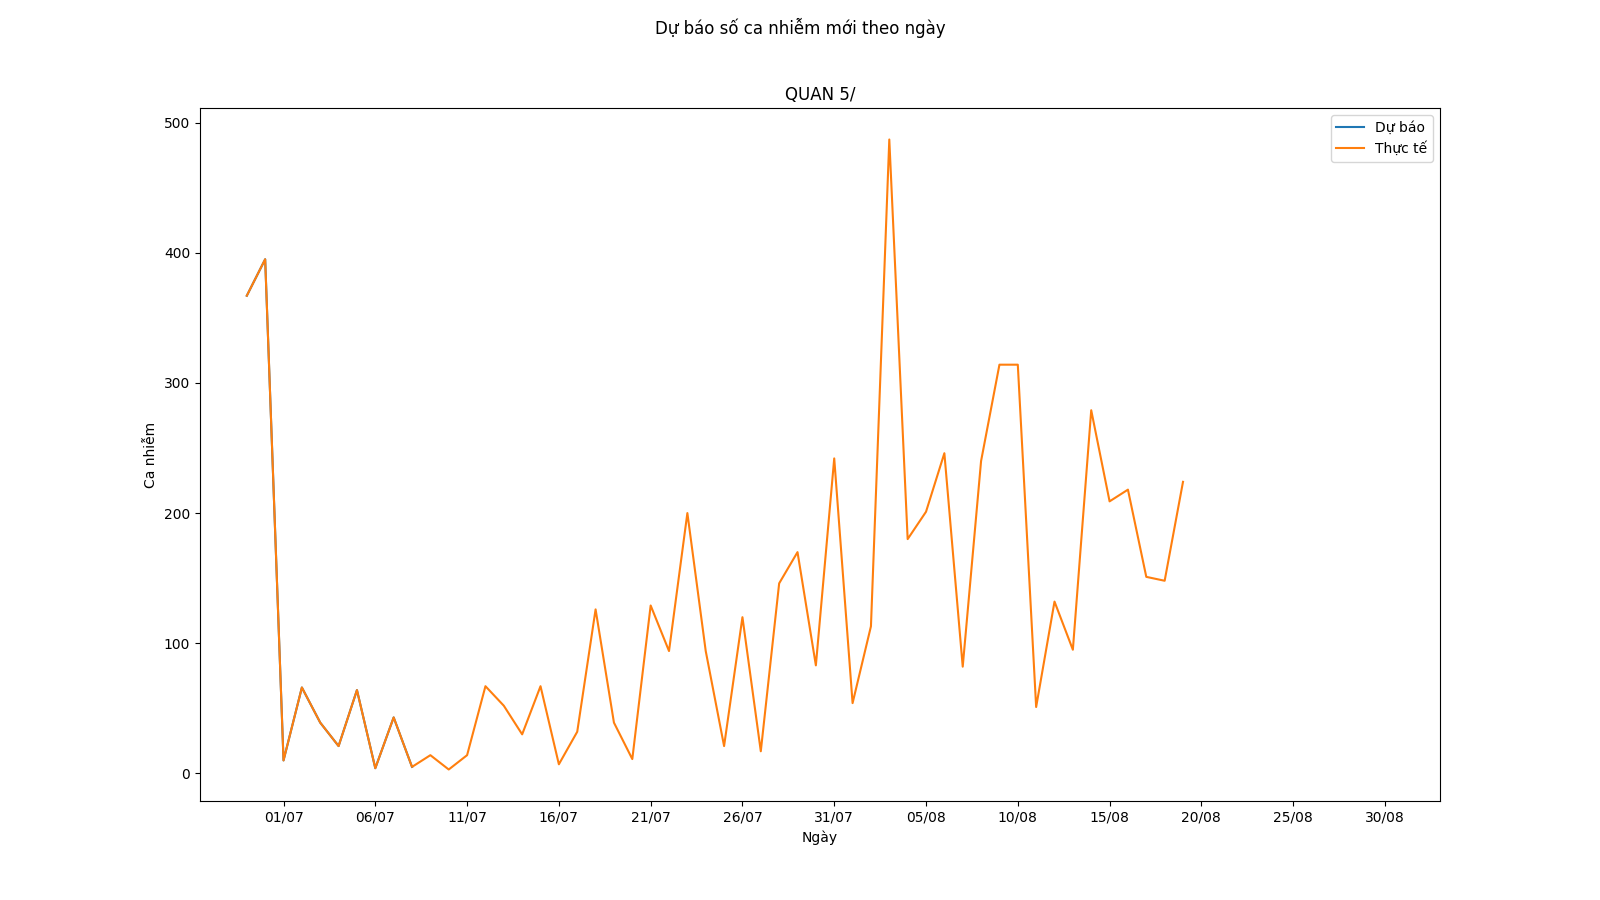 Dự báo số ca nhiễm mới theo ngày
QUAN 5/
Dự báo
Thực tế
500
400
300
200
100
0
Ca nhiễm
01/07 06/07 11/07 16/07 21/07 26/07 31/07 05/08 10/08 15/08 20/08 25/08 30/08
Ngày